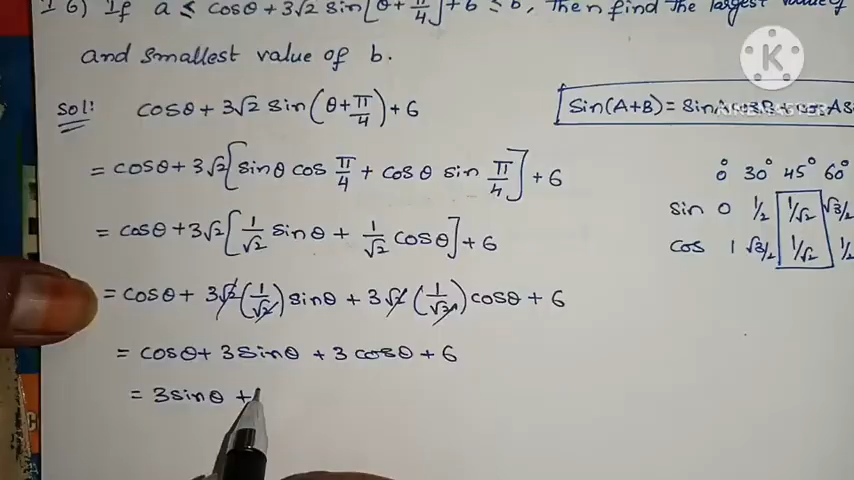 I 6) If a ≤ cosθ + 3√2 sin[θ + π/4] + 6 ≤ b, Then find the largest value of
and smallest value of b.
sol: cosθ + 3√2 sin(θ + π/4) + 6
Sin(A+B) = sinA cosB + cosAS
= cosθ + 3√2[sinθ cos π/4 + cosθ sin π/4] + 6
0° 30° 45° 60°
sin 0 1/2 1/√2 √3/2
cos 1 √3/2 1/√2 1/
= cosθ + 3√2[1/√2 sinθ + 1/√2 cosθ] + 6
= cosθ + 3√2(1/√2) sinθ + 3√2(1/√2) cosθ + 6
= cosθ + 3sinθ + 3cosθ + 6
= 3sinθ +
K